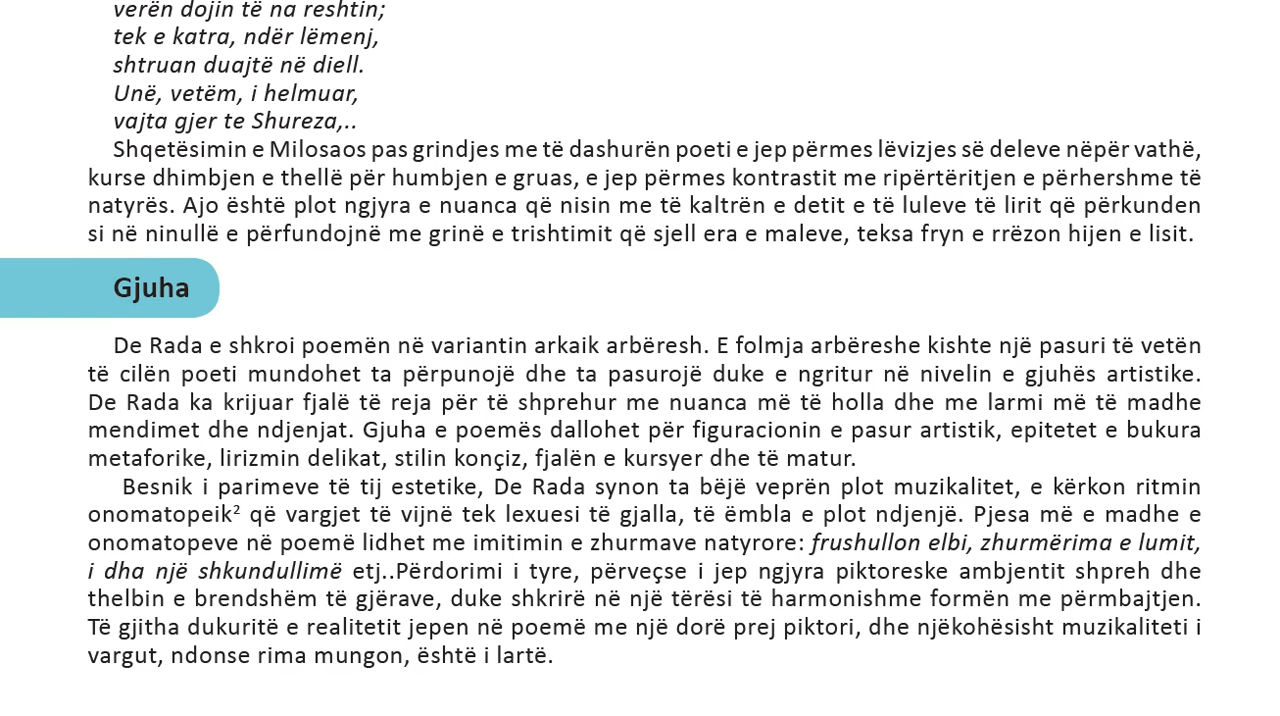 verën dojin të na reshtin;
tek e katra, ndër lëmenj,
shtruan duajtë në diell.
Unë, vetëm, i helmuar,
vajta gjer te Shureza,..
Shqetësimin e Milosaos pas grindjes me të dashurën poeti e jep përmes lëvizjes së deleve nëpër vathë,
kurse dhimbjen e thellë për humbjen e gruas, e jep përmes kontrastit me ripërtëritjen e përhershme të
natyrës. Ajo është plot ngjyra e nuanca që nisin me të kaltrën e detit e të luleve të lirit që përkunden
si në ninullë e përfundojnë me grinë e trishtimit që sjell era e maleve, teksa fryn e rrëzon hijen e lisit.
Gjuha
De Rada e shkroi poemën në variantin arkaik arbëresh. E folmja arbëreshe kishte një pasuri të vetën
të cilën poeti mundohet ta përpunojë dhe ta pasurojë duke e ngritur në nivelin e gjuhës artistike.
De Rada ka krijuar fjalë të reja për të shprehur me nuanca më të holla dhe me larmi më të madhe
mendimet dhe ndjenjat. Gjuha e poemës dallohet për figuracionin e pasur artistik, epitetet e bukura
metaforike, lirizmin delikat, stilin konçiz, fjalën e kursyer dhe të matur.
Besnik i parimeve të tij estetike, De Rada synon ta bëjë veprën plot muzikalitet, e kërkon ritmin
onomatopeik² që vargjet të vijnë tek lexuesi të gjalla, të ëmbla e plot ndjenjë. Pjesa më e madhe e
onomatopeve në poemë lidhet me imitimin e zhurmave natyrore: frushullon elbi, zhurmërima e lumit,
i dha një shkundullimë etj..Përdorimi i tyre, përveçse i jep ngjyra piktoreske ambjentit shpreh dhe
thelbin e brendshëm të gjërave, duke shkrirë në një tërësi të harmonishme formën me përmbajtjen.
Të gjitha dukuritë e realitetit jepen në poemë me një dorë prej piktori, dhe njëkohësisht muzikaliteti i
vargut, ndonse rima mungon, është i lartë.